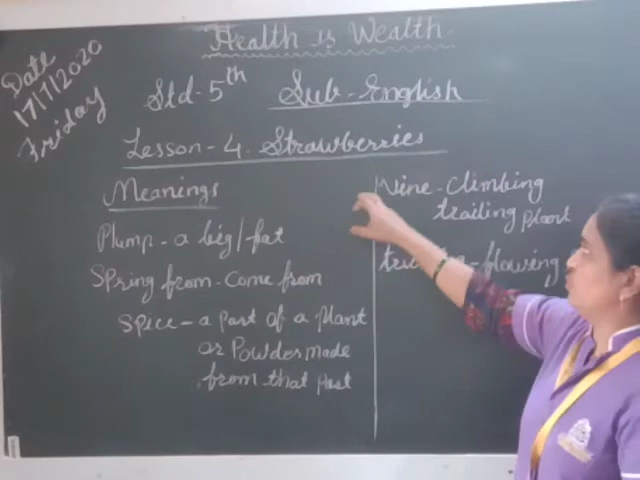 Health is Wealth
Date
17/7/2020
Friday
Std-5th Sub-English
Lesson-4. Strawberries
Meanings
Plump-a big/fat
Spring from-come from
Spice-a part of a plant
or Powder made
from that part
Vine-climbing
trailing plant
-flowing